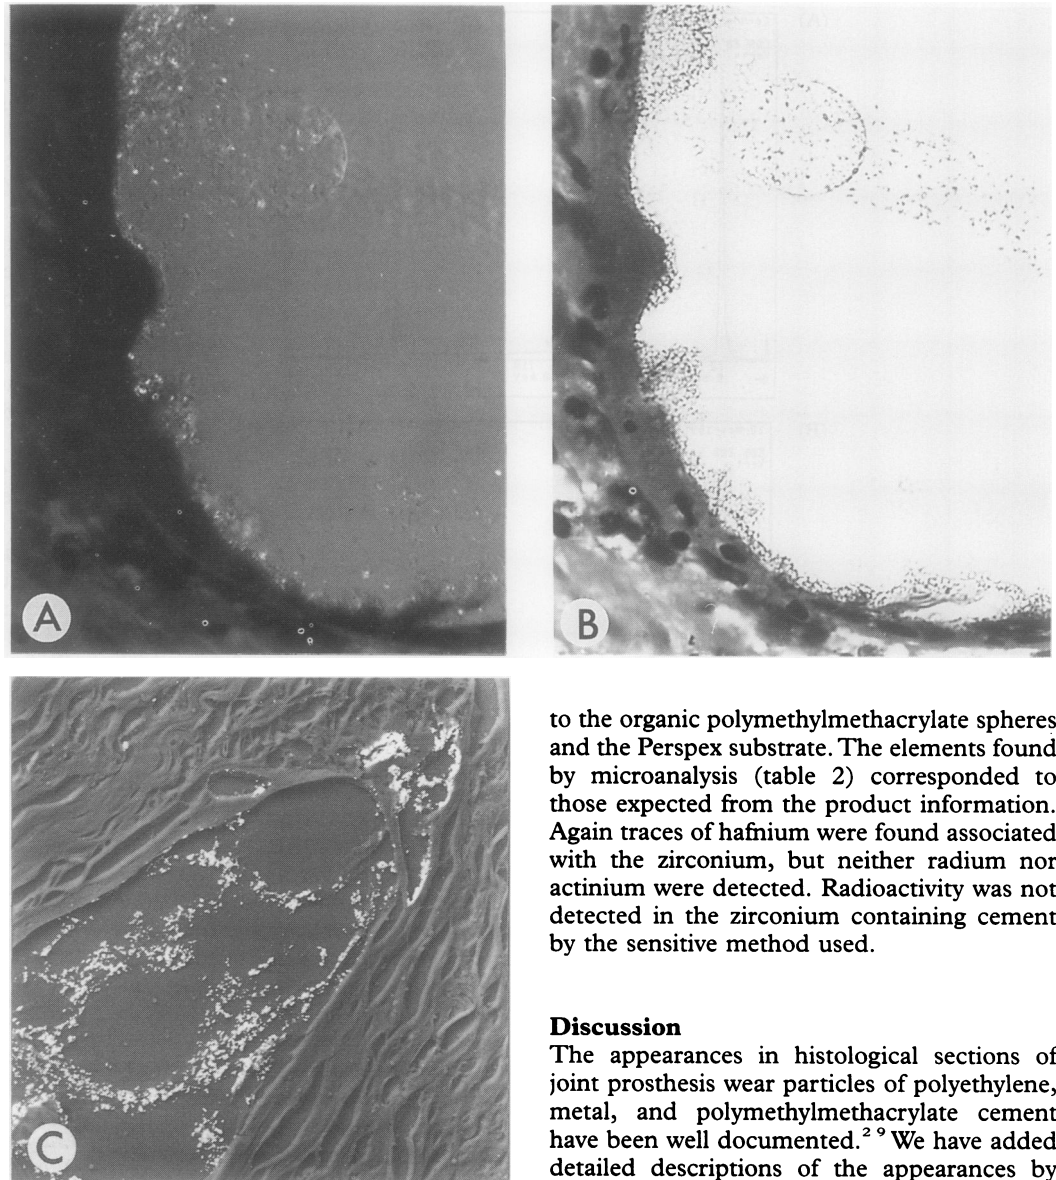 A
B
C
to the organic polymethylmethacrylate spheres
and the Perspex substrate. The elements found
by microanalysis (table 2) corresponded to
those expected from the product information.
Again traces of hafnium were found associated
with the zirconium, but neither radium nor
actinium were detected. Radioactivity was not
detected in the zirconium containing cement
by the sensitive method used.
Discussion
The appearances in histological sections of
joint prosthesis wear particles of polyethylene,
metal, and polymethylmethacrylate cement
have been well documented.² ⁹ We have added
detailed descriptions of the appearances by